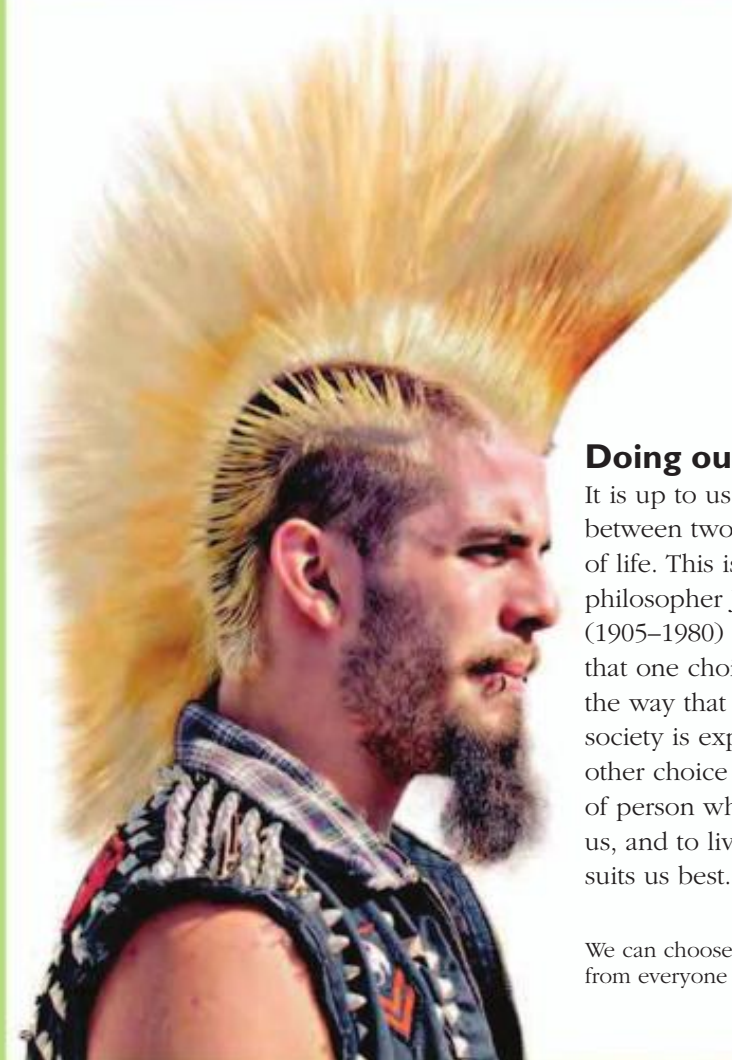 Doing ou
It is up to us
between two
of life. This is
philosopher
(1905–1980)
that one choi
the way that
society is exp
other choice
of person wh
us, and to liv
suits us best.
We can choose
from everyone